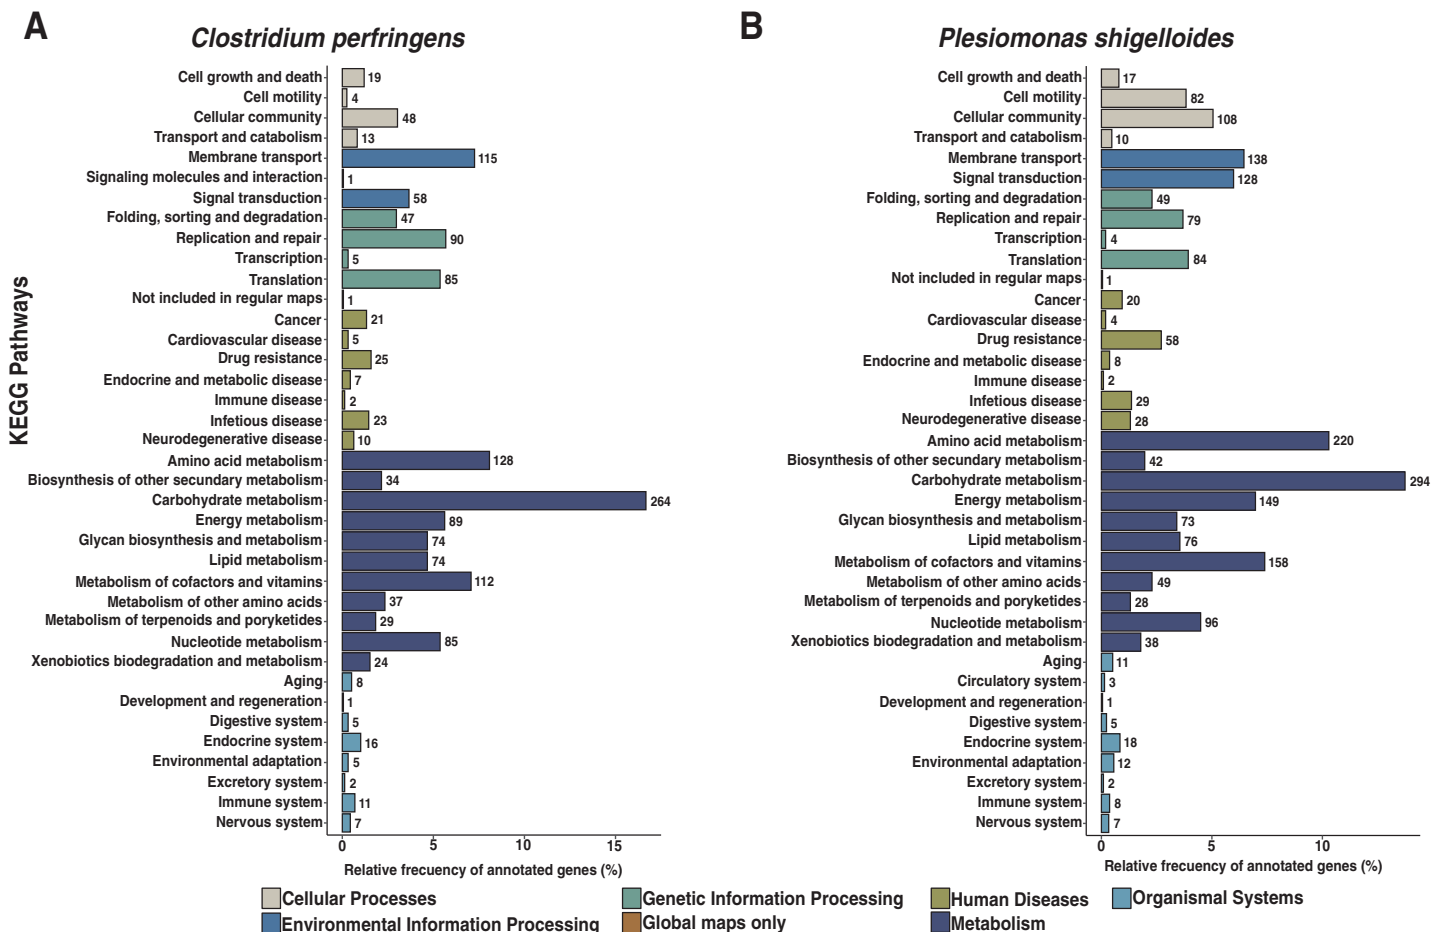 A
Clostridium perfringens
KEGG Pathways
Cell growth and death 19
Cell motility 4
Cellular community 48
Transport and catabolism 13
Membrane transport 115
Signaling molecules and interaction 1
Signal transduction 58
Folding, sorting and degradation 47
Replication and repair 90
Transcription 5
Translation 85
Not included in regular maps 1
Cancer 21
Cardiovascular disease 5
Drug resistance 25
Endocrine and metabolic disease 7
Immune disease 2
Infetious disease 23
Neurodegenerative disease 10
Amino acid metabolism 128
Biosynthesis of other secundary metabolism 34
Carbohydrate metabolism 264
Energy metabolism 89
Glycan biosynthesis and metabolism 74
Lipid metabolism 74
Metabolism of cofactors and vitamins 112
Metabolism of other amino acids 37
Metabolism of terpenoids and poryketides 29
Nucleotide metabolism 85
Xenobiotics biodegradation and metabolism 24
Aging 8
Development and regeneration 1
Digestive system 5
Endocrine system 16
Environmental adaptation 5
Excretory system 2
Immune system 11
Nervous system 7
0 5 10 15
Relative frecuency of annotated genes (%)
B
Plesiomonas shigelloides
Cell growth and death 17
Cell motility 82
Cellular community 108
Transport and catabolism 10
Membrane transport 138
Signal transduction 128
Folding, sorting and degradation 49
Replication and repair 79
Transcription 4
Translation 84
Not included in regular maps 1
Cancer 20
Cardiovascular disease 4
Drug resistance 58
Endocrine and metabolic disease 8
Immune disease 2
Infetious disease 29
Neurodegenerative disease 28
Amino acid metabolism 220
Biosynthesis of other secundary metabolism 42
Carbohydrate metabolism 294
Energy metabolism 149
Glycan biosynthesis and metabolism 73
Lipid metabolism 76
Metabolism of cofactors and vitamins 158
Metabolism of other amino acids 49
Metabolism of terpenoids and poryketides 28
Nucleotide metabolism 96
Xenobiotics biodegradation and metabolism 38
Aging 11
Circulatory system 3
Development and regeneration 1
Digestive system 5
Endocrine system 18
Environmental adaptation 12
Excretory system 2
Immune system 8
Nervous system 7
0 5 10
Relative frecuency of annotated genes (%)
Cellular Processes
Environmental Information Processing
Genetic Information Processing
Global maps only
Human Diseases
Metabolism
Organismal Systems